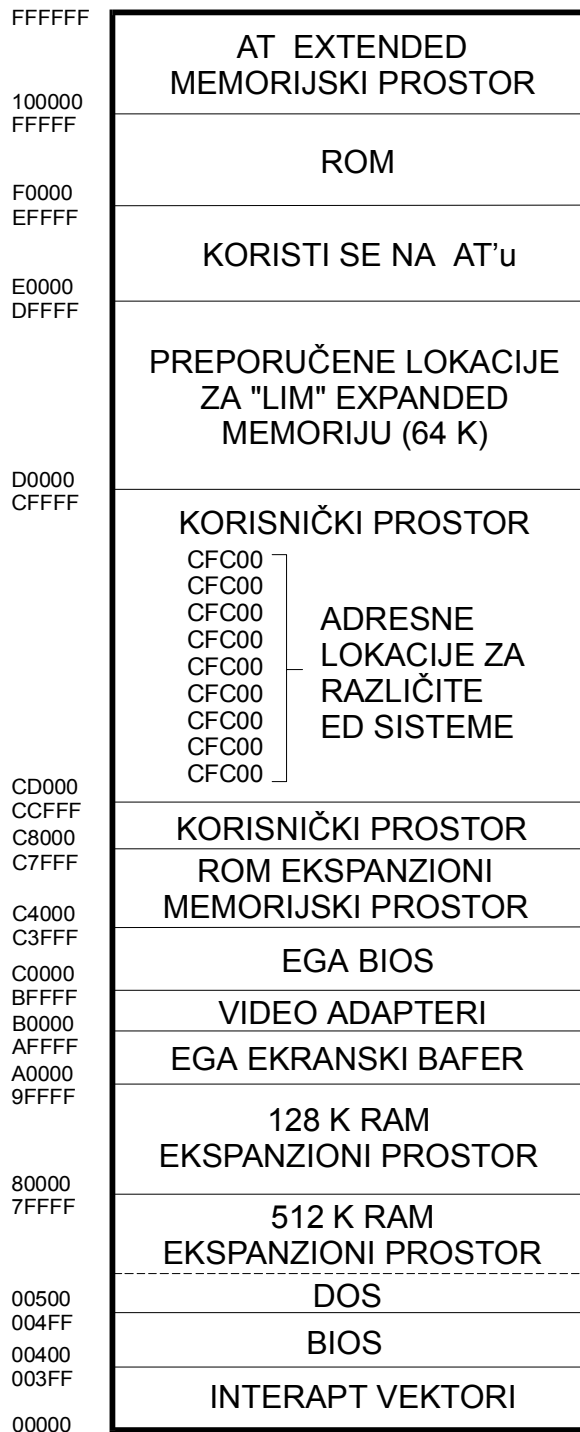 FFFFFF
AT EXTENDED
MEMORIJSKI PROSTOR
100000
FFFFF
ROM
F0000
EFFFF
KORISTI SE NA AT’u
E0000
DFFFF
PREPORUČENE LOKACIJE
ZA "LIM" EXPANDED
MEMORIJU (64 K)
D0000
CFFFF
KORISNIČKI PROSTOR
CFC00
CFC00
CFC00
CFC00
CFC00
CFC00
CFC00
CFC00
CFC00
ADRESNE
LOKACIJE ZA
RAZLIČITE
ED SISTEME
CD000
CCFFF
KORISNIČKI PROSTOR
C8000
C7FFF
ROM EKSPANZIONI
MEMORIJSKI PROSTOR
C4000
C3FFF
EGA BIOS
C0000
BFFFF
VIDEO ADAPTERI
B0000
AFFFF
EGA EKRANSKI BAFER
A0000
9FFFF
128 K RAM
EKSPANZIONI PROSTOR
80000
7FFFF
512 K RAM
EKSPANZIONI PROSTOR
DOS
00500
004FF
BIOS
00400
003FF
INTERAPT VEKTORI
00000